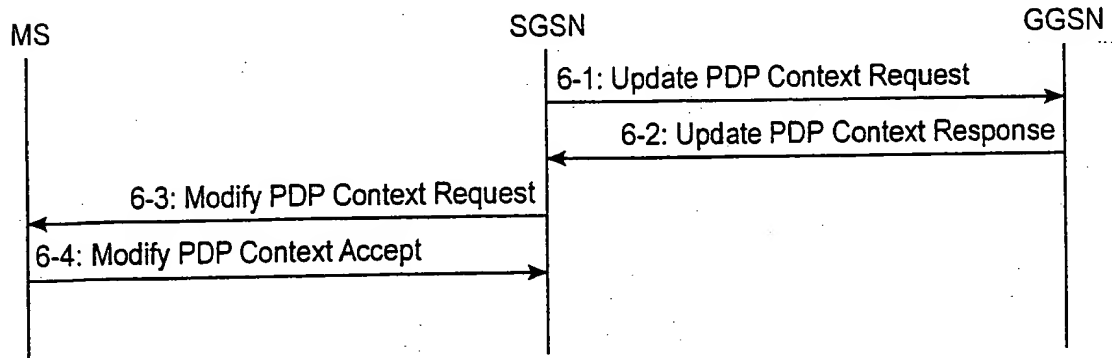 MS
SGSN
GGSN
6-1: Update PDP Context Request
6-2: Update PDP Context Response
6-3: Modify PDP Context Request
6-4: Modify PDP Context Accept